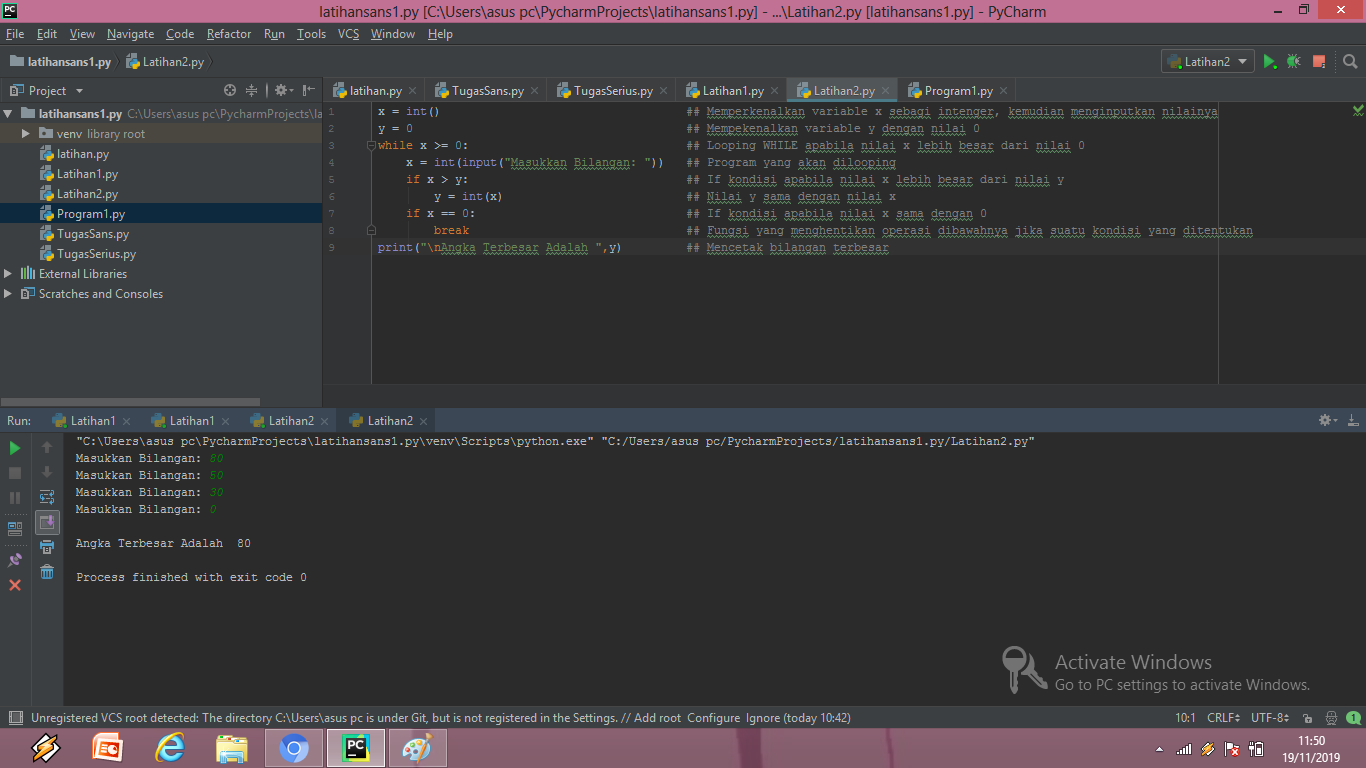 latihansans1.py [C:\Users\asus pc\PycharmProjects\latihansans1.py] - ...\Latihan2.py [latihansans1.py] - PyCharm
File Edit View Navigate Code Refactor Run Tools VCS Window Help
latihansans1.py Latihan2.py Latihan2
Project latihan.py TugasSans.py TugasSerius.py Latihan1.py Latihan2.py Program1.py
latihansans1.py C:\Users\asus pc\PycharmProjects\la
venv library root
latihan.py
Latihan1.py
Latihan2.py
Program1.py
TugasSans.py
TugasSerius.py
External Libraries
Scratches and Consoles
1 x = int() ## Memperkenalkan variable x sebagi intenger, kemudian menginputkan nilainya
2 y = 0 ## Mempekenalkan variable y dengan nilai 0
3 while x >= 0: ## Looping WHILE apabila nilai x lebih besar dari nilai 0
4 x = int(input("Masukkan Bilangan: ")) ## Program yang akan dilooping
5 if x > y: ## If kondisi apabila nilai x lebih besar dari nilai y
6 y = int(x) ## Nilai y sama dengan nilai x
7 if x == 0: ## If kondisi apabila nilai x sama dengan 0
8 break ## Fungsi yang menghentikan operasi dibawahnya jika suatu kondisi yang ditentukan
9 print("\nAngka Terbesar Adalah ",y) ## Mencetak bilangan terbesar
Run: Latihan1 Latihan1 Latihan2 Latihan2
"C:\Users\asus pc\PycharmProjects\latihansans1.py\venv\Scripts\python.exe" "C:/Users/asus pc/PycharmProjects/latihansans1.py/Latihan2.py"
Masukkan Bilangan: 80
Masukkan Bilangan: 50
Masukkan Bilangan: 30
Masukkan Bilangan: 0
Angka Terbesar Adalah  80
Process finished with exit code 0
Activate Windows
Go to PC settings to activate Windows.
Unregistered VCS root detected: The directory C:\Users\asus pc is under Git, but is not registered in the Settings. // Add root Configure Ignore (today 10:42) 10:1 CRLF UTF-8 1
PC
11:50
19/11/2019